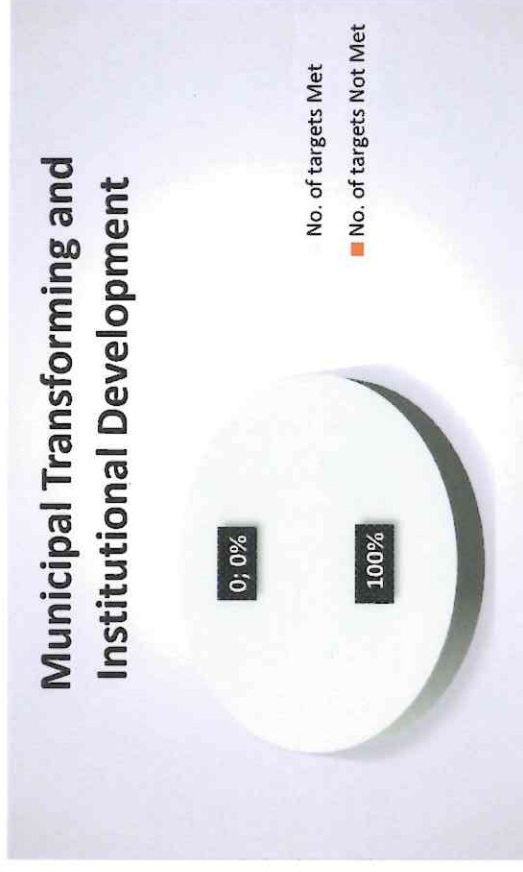 Municipal Transforming and
Institutional Development
0; 0%
100%
No. of targets Met
No. of targets Not Met